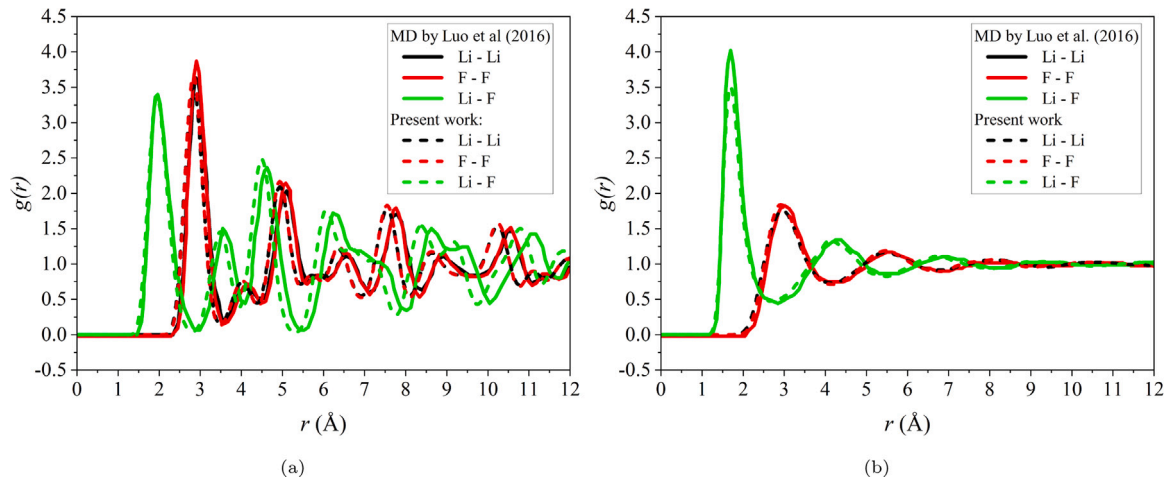 4.5
4.0
3.5
3.0
2.5
2.0
1.5
1.0
0.5
0.0
-0.5
g(r)
MD by Luo et al (2016)
Li - Li
F - F
Li - F
Present work:
Li - Li
F - F
Li - F
0 1 2 3 4 5 6 7 8 9 10 11 12
r (Å)
(a)
4.5
4.0
3.5
3.0
2.5
2.0
1.5
1.0
0.5
0.0
-0.5
g(r)
MD by Luo et al. (2016)
Li - Li
F - F
Li - F
Present work
Li - Li
F - F
Li - F
0 1 2 3 4 5 6 7 8 9 10 11 12
r (Å)
(b)